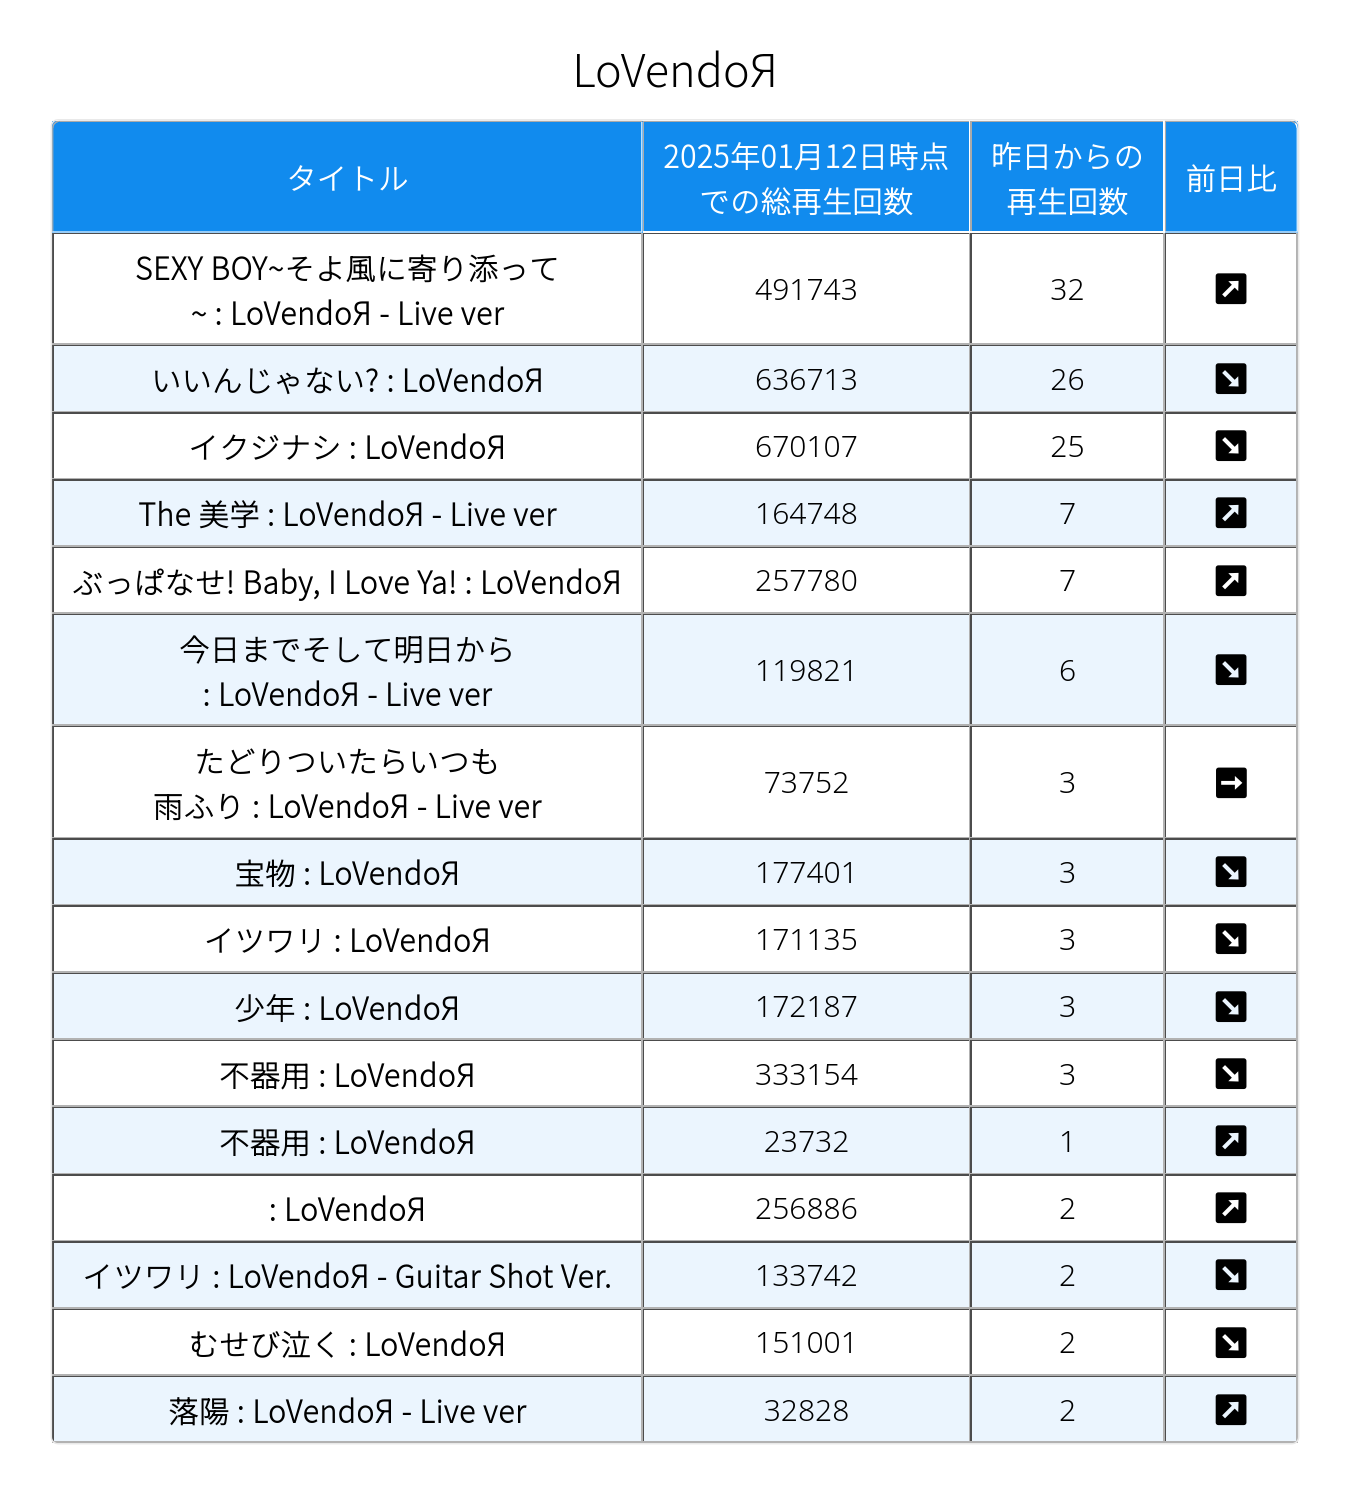 LoVendoЯ
タイトル
2025年01月12日時点
での総再生回数
昨日からの
再生回数
前日比
SEXY BOY~そよ風に寄り添って
~ : LoVendoЯ - Live ver
491743
32
いいんじゃない? : LoVendoЯ
636713
26
イクジナシ : LoVendoЯ
670107
25
The 美学 : LoVendoЯ - Live ver
164748
7
ぶっぱなせ! Baby, I Love Ya! : LoVendoЯ
257780
7
今日までそして明日から
: LoVendoЯ - Live ver
119821
6
たどりついたらいつも
雨ふり : LoVendoЯ - Live ver
73752
3
宝物 : LoVendoЯ
177401
3
イツワリ : LoVendoЯ
171135
3
少年 : LoVendoЯ
172187
3
不器用 : LoVendoЯ
333154
3
不器用 : LoVendoЯ
23732
1
: LoVendoЯ
256886
2
イツワリ : LoVendoЯ - Guitar Shot Ver.
133742
2
むせび泣く : LoVendoЯ
151001
2
落陽 : LoVendoЯ - Live ver
32828
2